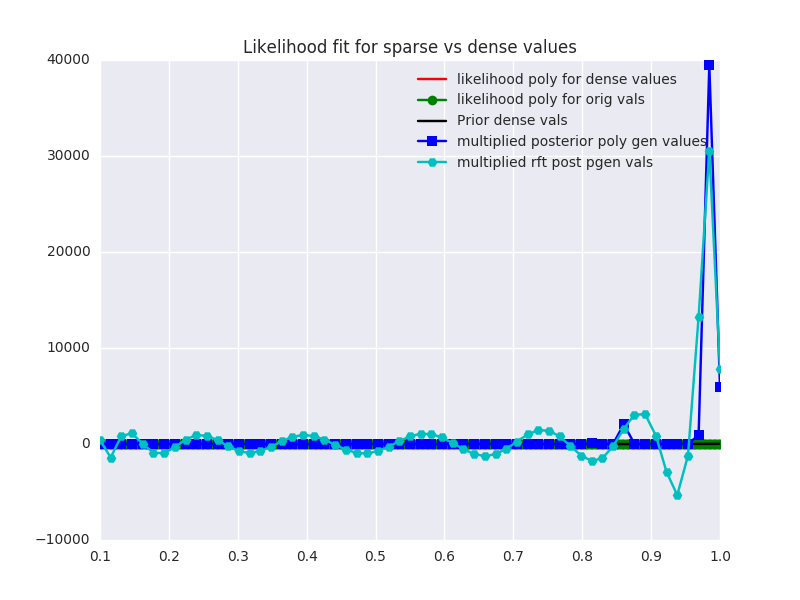 Likelihood fit for sparse vs dense values
40000
30000
20000
10000
0
−10000
likelihood poly for dense values
likelihood poly for orig vals
Prior dense vals
multiplied posterior poly gen values
multiplied rft post pgen vals
0.1 0.2 0.3 0.4 0.5 0.6 0.7 0.8 0.9 1.0